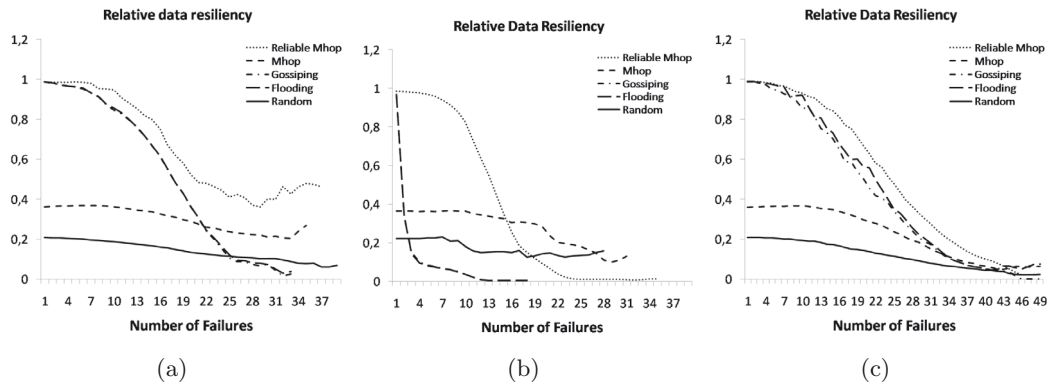 Relative data resiliency
1,2
1
0,8
0,6
0,4
0,2
0
Reliable Mhop
Mhop
Gossiping
Flooding
Random
1 4 7 10 13 16 19 22 25 28 31 34 37
Number of Failures
(a)
Relative Data Resiliency
1,2
1
0,8
0,6
0,4
0,2
0
Reliable Mhop
Mhop
Gossiping
Flooding
Random
1 4 7 10 13 16 19 22 25 28 31 34 37
Number of Failures
(b)
Relative Data Resiliency
1,2
1
0,8
0,6
0,4
0,2
0
Reliable Mhop
Mhop
Gossiping
Flooding
Random
1 4 7 10 13 16 19 22 25 28 31 34 37 40 43 46 49
Number of Failures
(c)